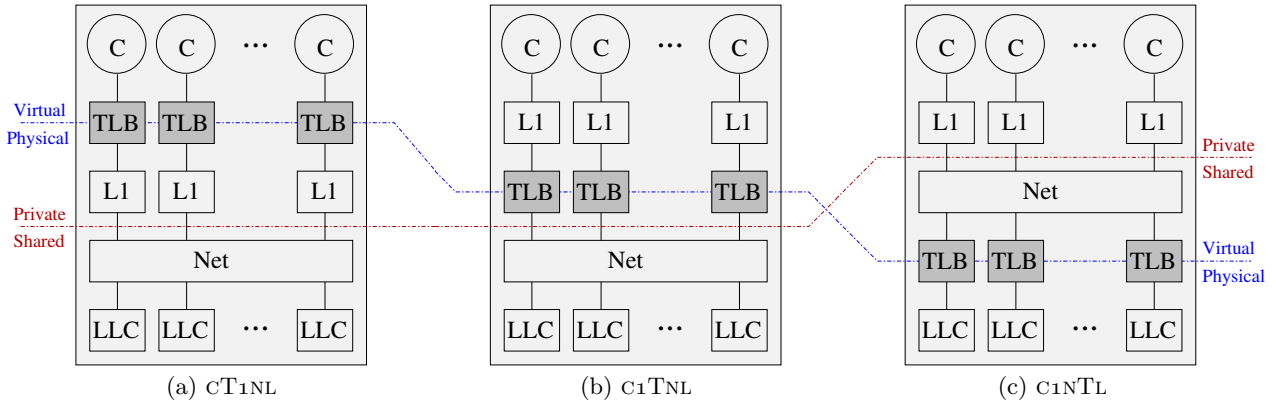 C C ... C
C C ... C
C C ... C
Virtual
Physical
TLB TLB TLB
L1 L1 L1
L1 L1 L1
Private
Shared
L1 L1 L1
TLB TLB TLB
Net
Private
Shared
Net
Net
TLB TLB TLB
Virtual
Physical
LLC LLC ... LLC
LLC LLC ... LLC
LLC LLC ... LLC
(a) CT1NL
(b) C1TNL
(c) C1NTL